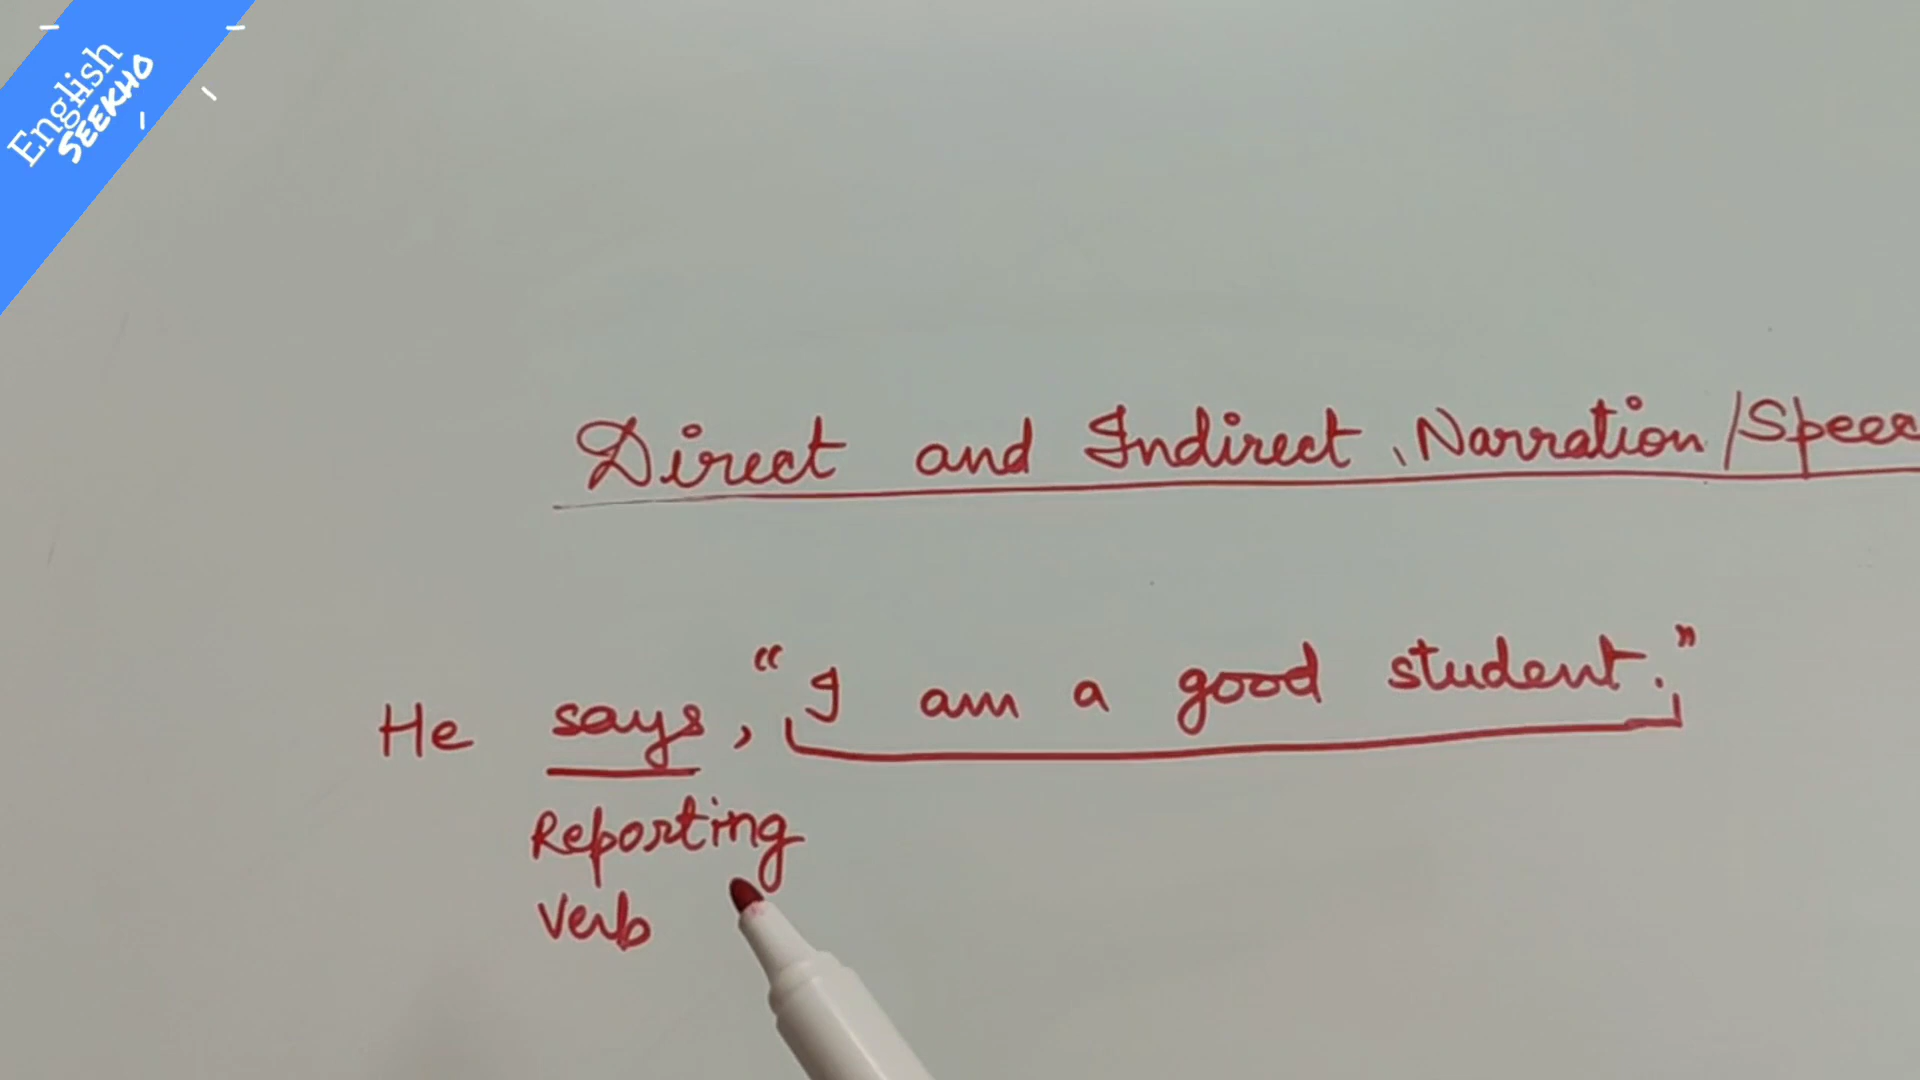 English
SEEKHO
Direct and Indirect, Narration/Speec
He says, “I am a good student.”
Reporting
Verb